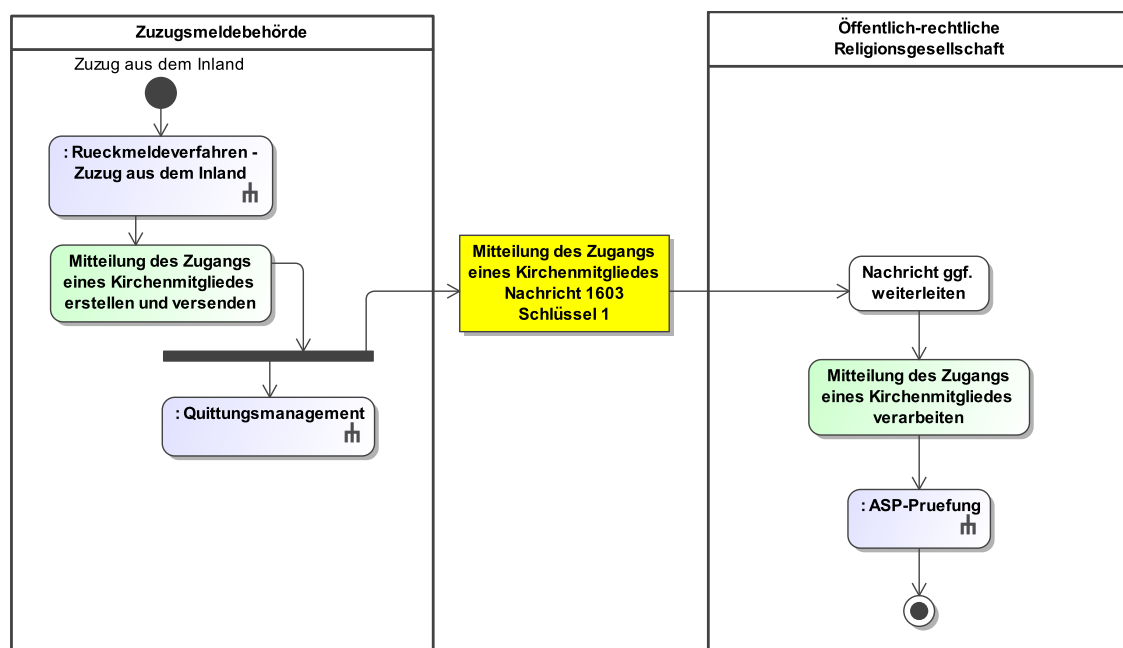 Zuzugsmeldebehörde
Zuzug aus dem Inland
: Rueckmeldeverfahren -
Zuzug aus dem Inland
Mitteilung des Zugangs
eines Kirchenmitgliedes
erstellen und versenden
: Quittungsmanagement
Mitteilung des Zugangs
eines Kirchenmitgliedes
Nachricht 1603
Schlüssel 1
Öffentlich-rechtliche
Religionsgesellschaft
Nachricht ggf.
weiterleiten
Mitteilung des Zugangs
eines Kirchenmitgliedes
verarbeiten
: ASP-Pruefung